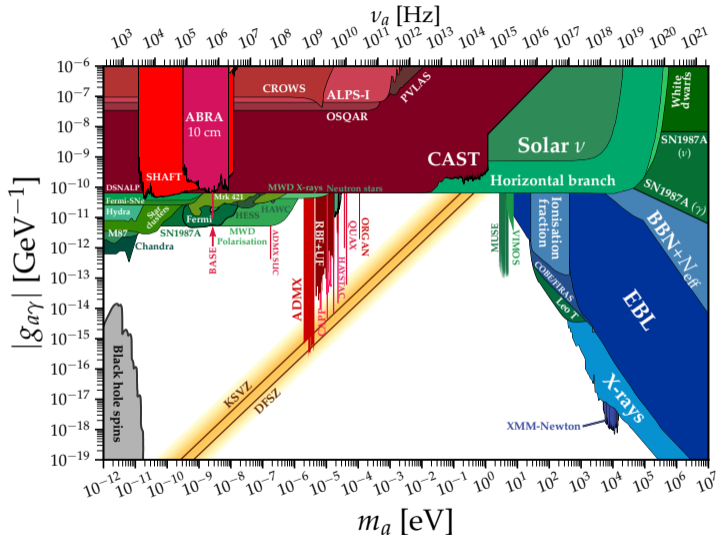 ν_a [Hz]
10^3 10^4 10^5 10^6 10^7 10^8 10^9 10^10 10^11 10^12 10^13 10^14 10^15 10^16 10^17 10^18 10^19 10^20 10^21
|g_aγ| [GeV^−1]
10^−6
10^−7
10^−8
10^−9
10^−10
10^−11
10^−12
10^−13
10^−14
10^−15
10^−16
10^−17
10^−18
10^−19
CROWS
ALPS-I
PVLAS
OSQAR
ABRA
10 cm
SHAFT
CAST
Solar ν
Horizontal branch
White
dwarfs
SN1987A
(ν)
SN1987A (γ)
DSNALP
Fermi-SNe
Hydra
M87
Chandra
Star
clusters
SN1987A
Fermi
Mrk 421
HESS
HAWC
MWD X-rays
Neutron stars
MWD
Polarisation
BASE
ADMX SLIC
ADMX
RBF+UF
CAPP
HAYSTAC
QUAX
ORGAN
MUSE
VIMOS
Ionisation
fraction
COBE/FIRAS
Leo T
BBN+N_eff
EBL
X-rays
XMM-Newton
Black hole spins
KSVZ
DFSZ
10^−12 10^−11 10^−10 10^−9 10^−8 10^−7 10^−6 10^−5 10^−4 10^−3 10^−2 10^−1 10^0 10^1 10^2 10^3 10^4 10^5 10^6 10^7
m_a [eV]